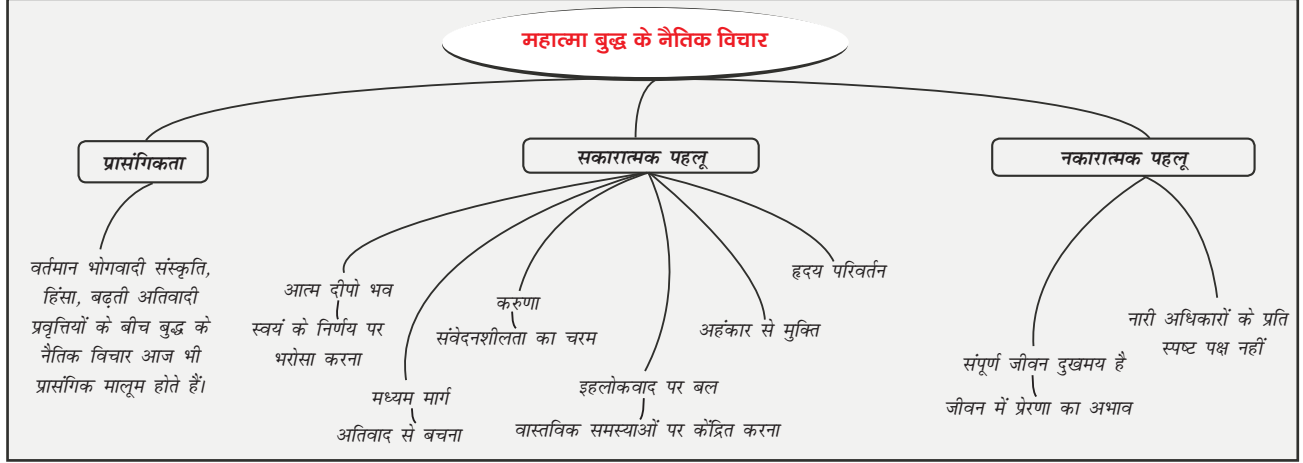 महात्मा बुद्ध के नैतिक विचार
प्रासंगिकता
वर्तमान भोगवादी संस्कृति,
हिंसा, बढ़ती अतिवादी
प्रवृत्तियों के बीच बुद्ध के
नैतिक विचार आज भी
प्रासंगिक मालूम होते हैं।
सकारात्मक पहलू
आत्म दीपो भव
स्वयं के निर्णय पर
भरोसा करना
मध्यम मार्ग
अतिवाद से बचना
करुणा
संवेदनशीलता का चरम
इहलोकवाद पर बल
वास्तविक समस्याओं पर केंद्रित करना
अहंकार से मुक्ति
हृदय परिवर्तन
नकारात्मक पहलू
संपूर्ण जीवन दुखमय है
जीवन में प्रेरणा का अभाव
नारी अधिकारों के प्रति
स्पष्ट पक्ष नहीं